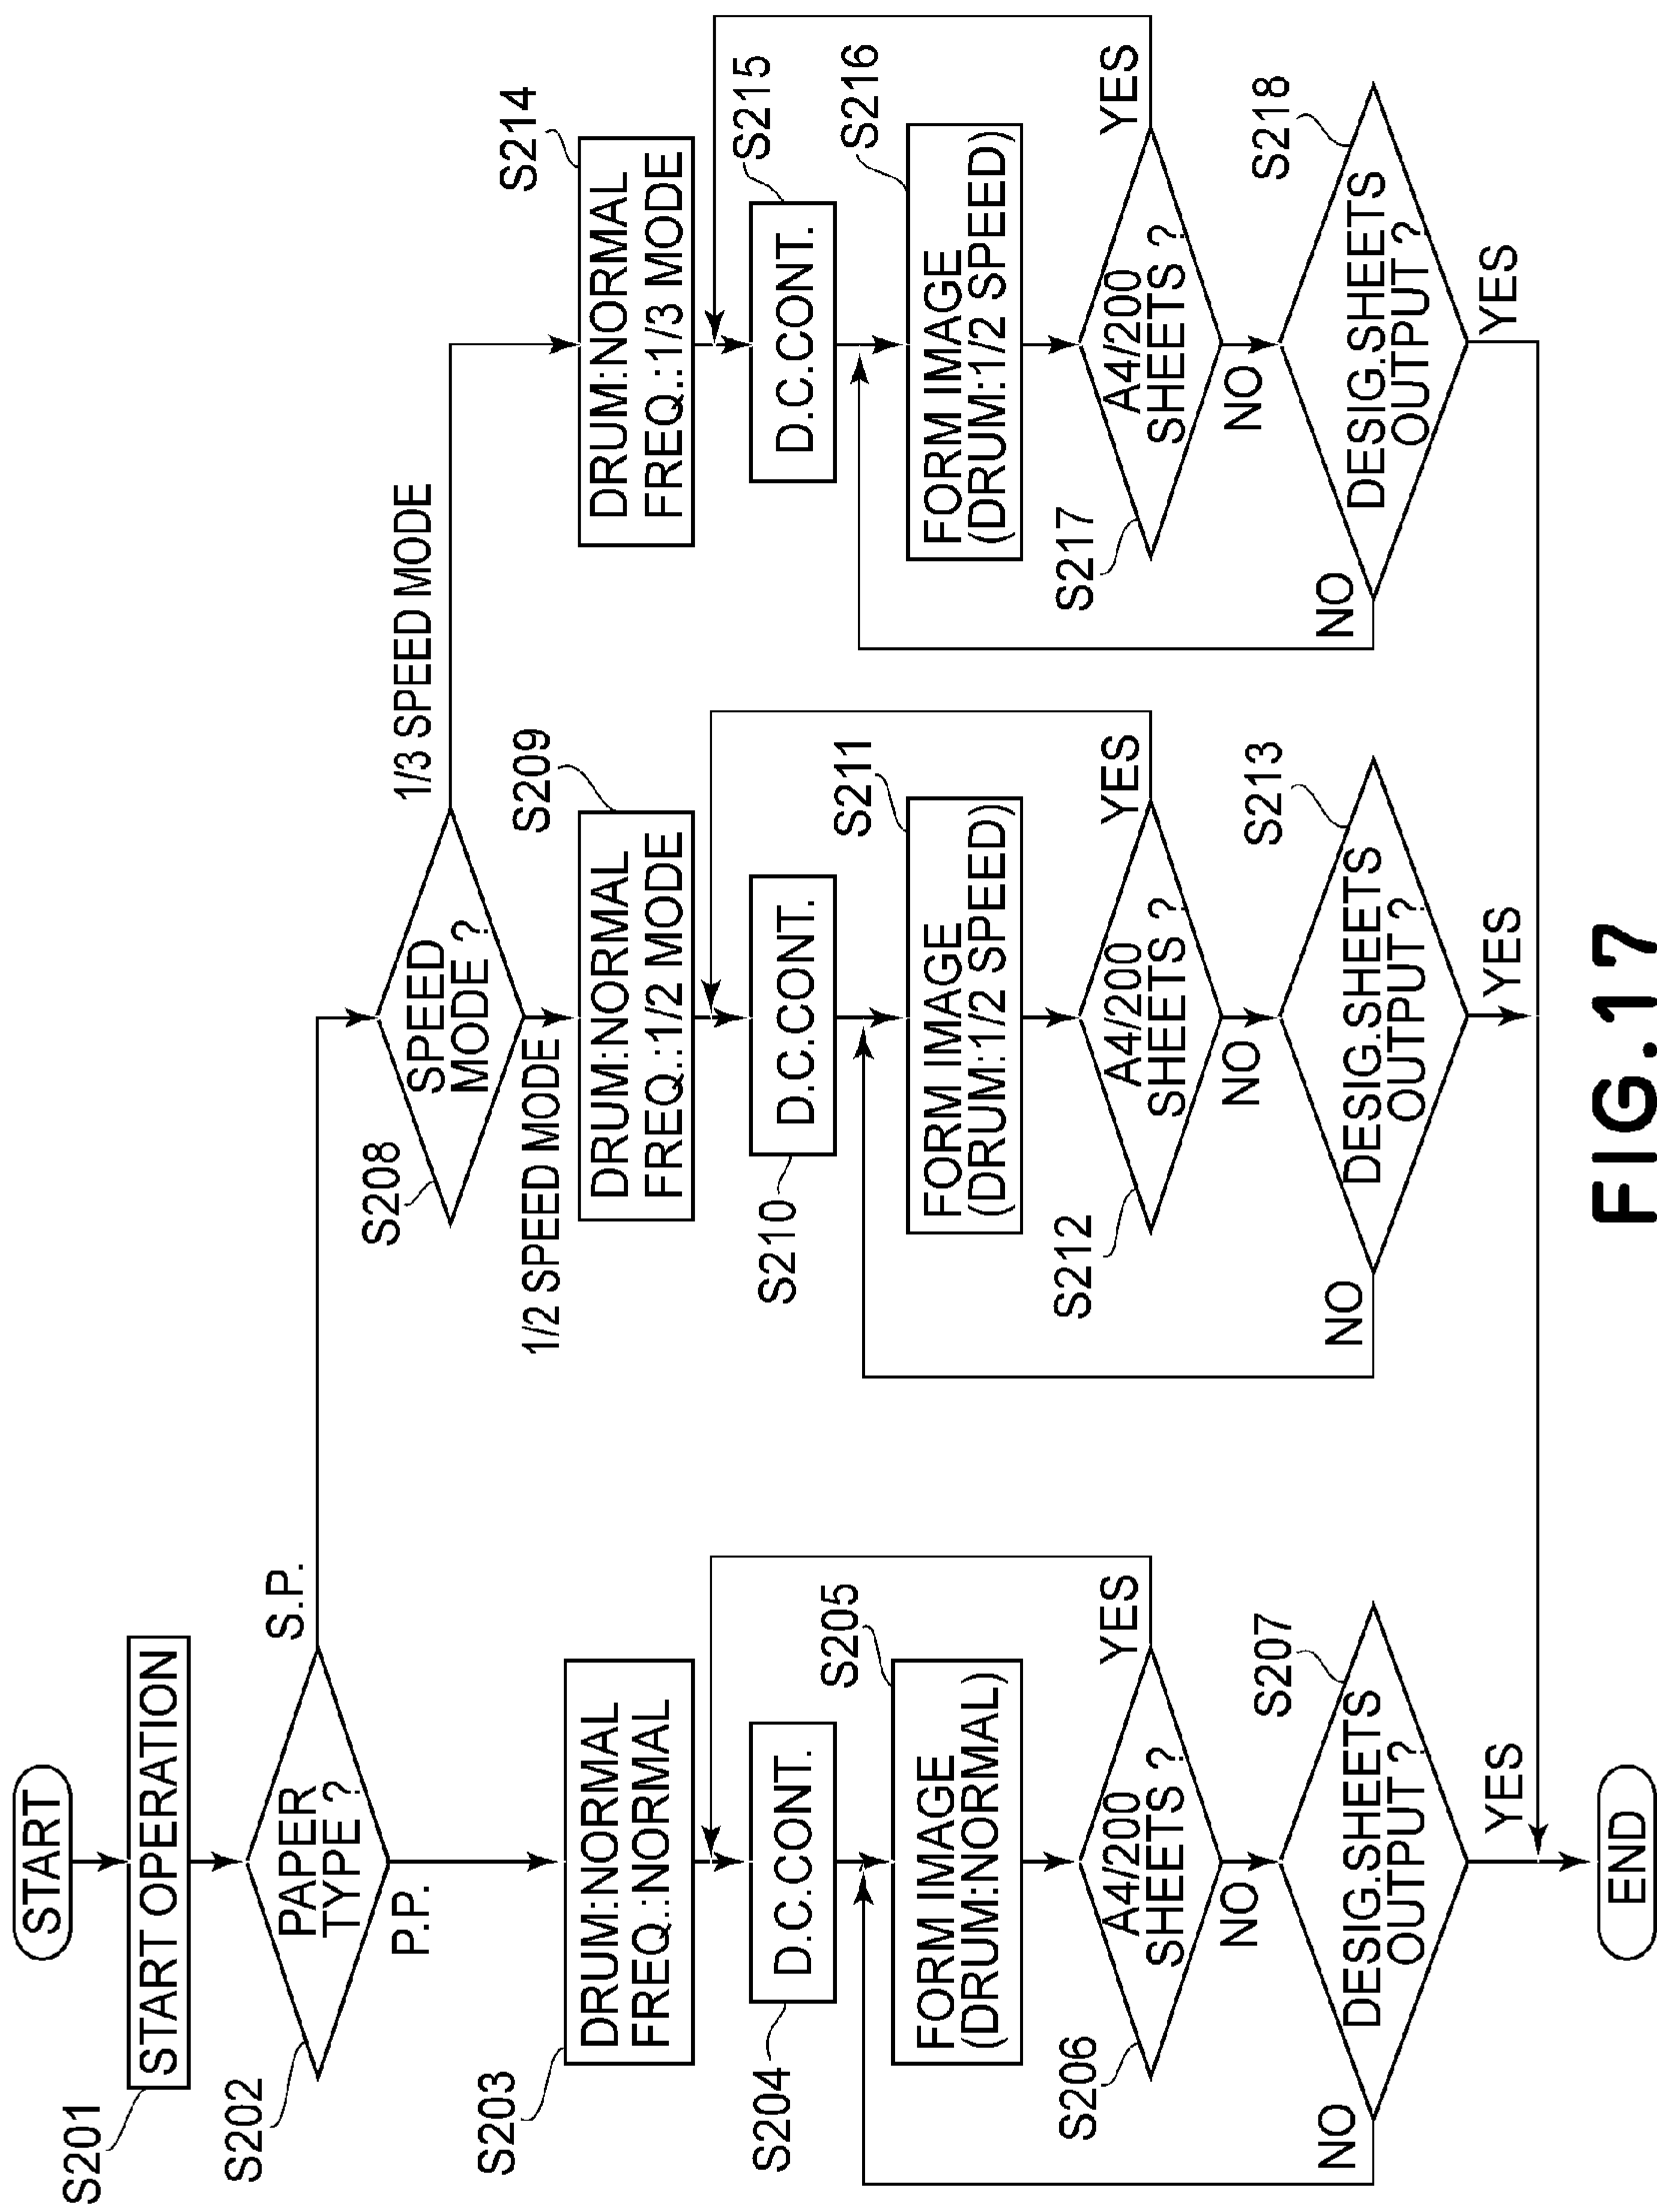 START
S201
START OPERATION
S202
PAPER
TYPE ?
S.P.
P.P.
S203
DRUM:NORMAL
FREQ.:NORMAL
S204
D.C.CONT.
S205
FORM IMAGE
(DRUM:NORMAL)
S206
A4/200
SHEETS ?
YES
NO
S207
DESIG.SHEETS
OUTPUT ?
NO
YES
END
S208
SPEED
MODE ?
1/3 SPEED MODE
1/2 SPEED MODE
S209
DRUM:NORMAL
FREQ.:1/2 MODE
S210
D.C.CONT.
S211
FORM IMAGE
(DRUM:1/2 SPEED)
S212
A4/200
SHEETS ?
YES
NO
S213
DESIG.SHEETS
OUTPUT ?
NO
YES
S214
DRUM:NORMAL
FREQ.:1/3 MODE
S215
D.C.CONT.
S216
FORM IMAGE
(DRUM:1/2 SPEED)
S217
A4/200
SHEETS ?
YES
NO
S218
DESIG.SHEETS
OUTPUT ?
NO
YES
FIG.17